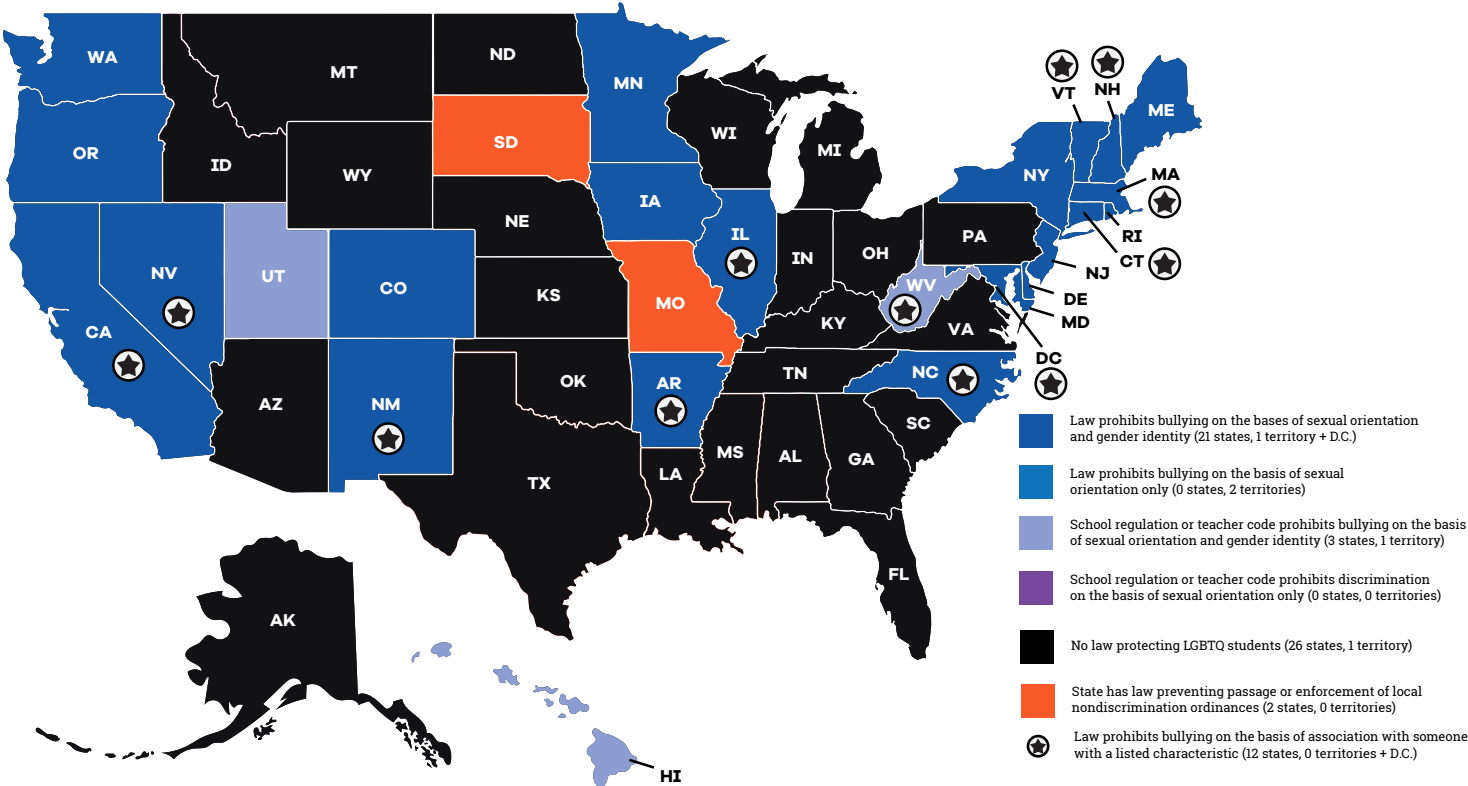 WA
MT
ND
MN
VT
NH
ME
OR
ID
SD
WI
MI
NY
MA
WY
IA
NE
PA
RI
CT
NV
UT
CO
IL
IN
OH
NJ
KS
MO
WV
DE
MD
CA
KY
VA
DC
AZ
NM
OK
AR
TN
NC
SC
TX
LA
MS
AL
GA
FL
AK
HI
Law prohibits bullying on the bases of sexual orientation
and gender identity (21 states, 1 territory + D.C.)
Law prohibits bullying on the basis of sexual
orientation only (0 states, 2 territories)
School regulation or teacher code prohibits bullying on the basis
of sexual orientation and gender identity (3 states, 1 territory)
School regulation or teacher code prohibits discrimination
on the basis of sexual orientation only (0 states, 0 territories)
No law protecting LGBTQ students (26 states, 1 territory)
State has law preventing passage or enforcement of local
nondiscrimination ordinances (2 states, 0 territories)
Law prohibits bullying on the basis of association with someone
with a listed characteristic (12 states, 0 territories + D.C.)